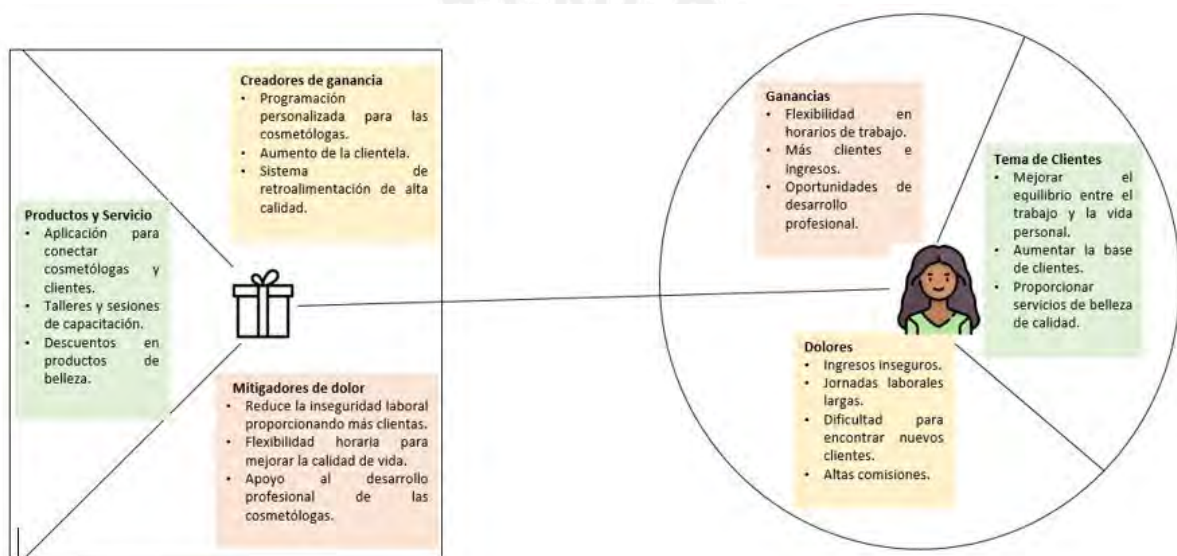 Creadores de ganancia
• Programación
personalizada para las
cosmetólogas.
• Aumento de la clientela.
• Sistema de
retroalimentación de alta
calidad.
Productos y Servicio
• Aplicación para
conectar
cosmetólogas y
clientes.
• Talleres y sesiones
de capacitación.
• Descuentos en
productos de
belleza.
Mitigadores de dolor
• Reduce la inseguridad laboral
proporcionando más clientas.
• Flexibilidad horaria para
mejorar la calidad de vida.
• Apoyo al desarrollo
profesional de las
cosmetólogas.
Ganancias
• Flexibilidad en
horarios de trabajo.
• Más clientes e
ingresos.
• Oportunidades de
desarrollo
profesional.
Tema de Clientes
• Mejorar el
equilibrio entre el
trabajo y la vida
personal.
• Aumentar la base
de clientes.
• Proporcionar
servicios de belleza
de calidad.
Dolores
• Ingresos inseguros.
• Jornadas laborales
largas.
• Dificultad para
encontrar nuevos
clientes.
• Altas comisiones.